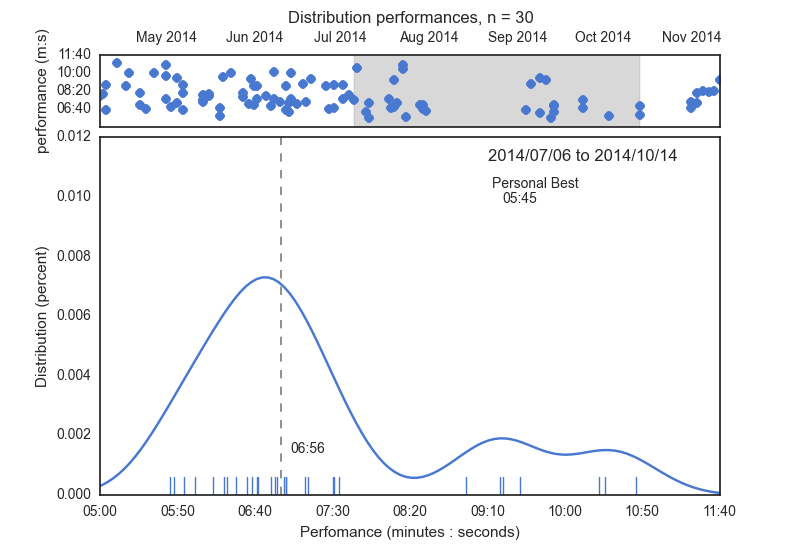 Distribution performances, n = 30
May 2014 Jun 2014 Jul 2014 Aug 2014 Sep 2014 Oct 2014 Nov 2014
performance (m:s)
11:40
10:00
08:20
06:40
Distribution (percent)
0.012
0.010
0.008
0.006
0.004
0.002
0.000
2014/07/06 to 2014/10/14
Personal Best
05:45
06:56
05:00 05:50 06:40 07:30 08:20 09:10 10:00 10:50 11:40
Perfomance (minutes : seconds)